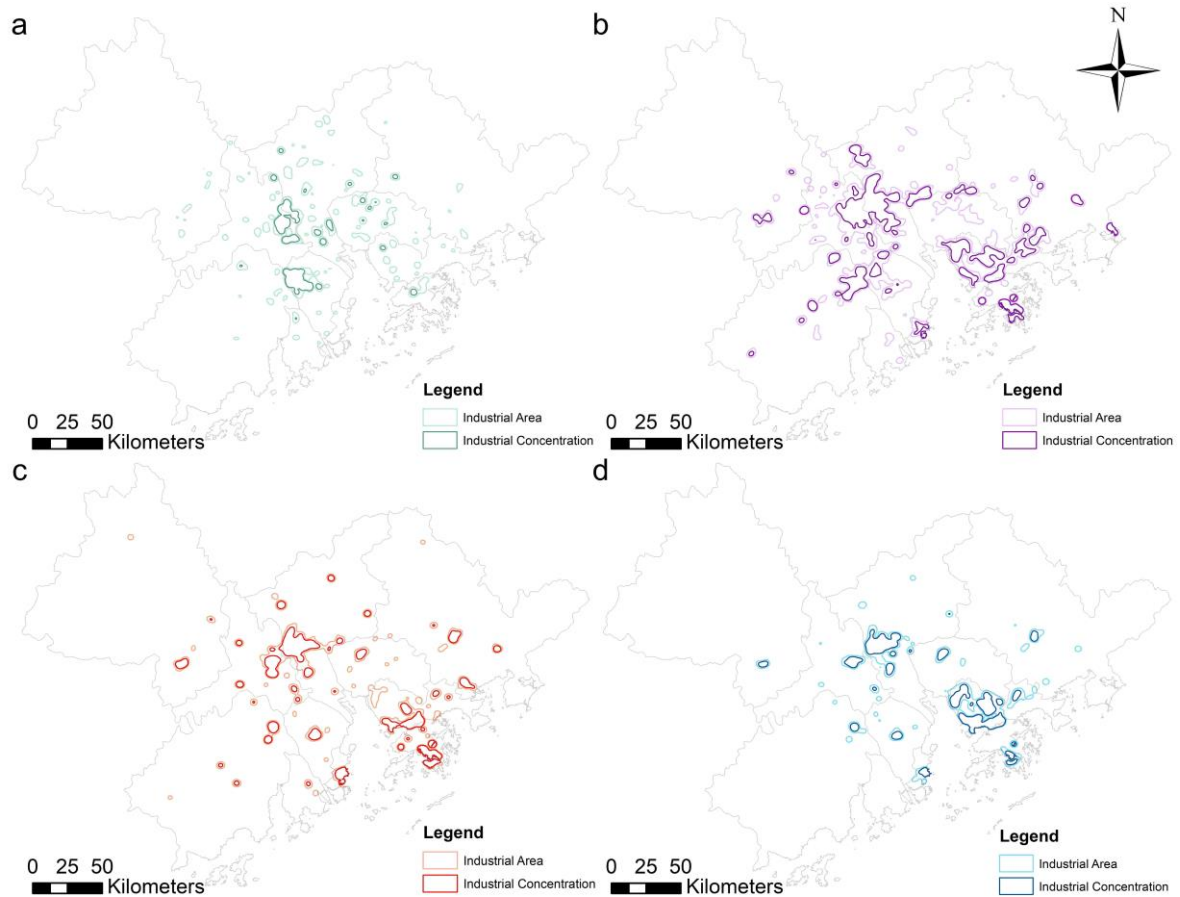 a
b
N
Legend
Industrial Area
Industrial Concentration
0 25 50
Kilometers
Legend
Industrial Area
Industrial Concentration
0 25 50
Kilometers
c
d
Legend
Industrial Area
Industrial Concentration
0 25 50
Kilometers
Legend
Industrial Area
Industrial Concentration
0 25 50
Kilometers